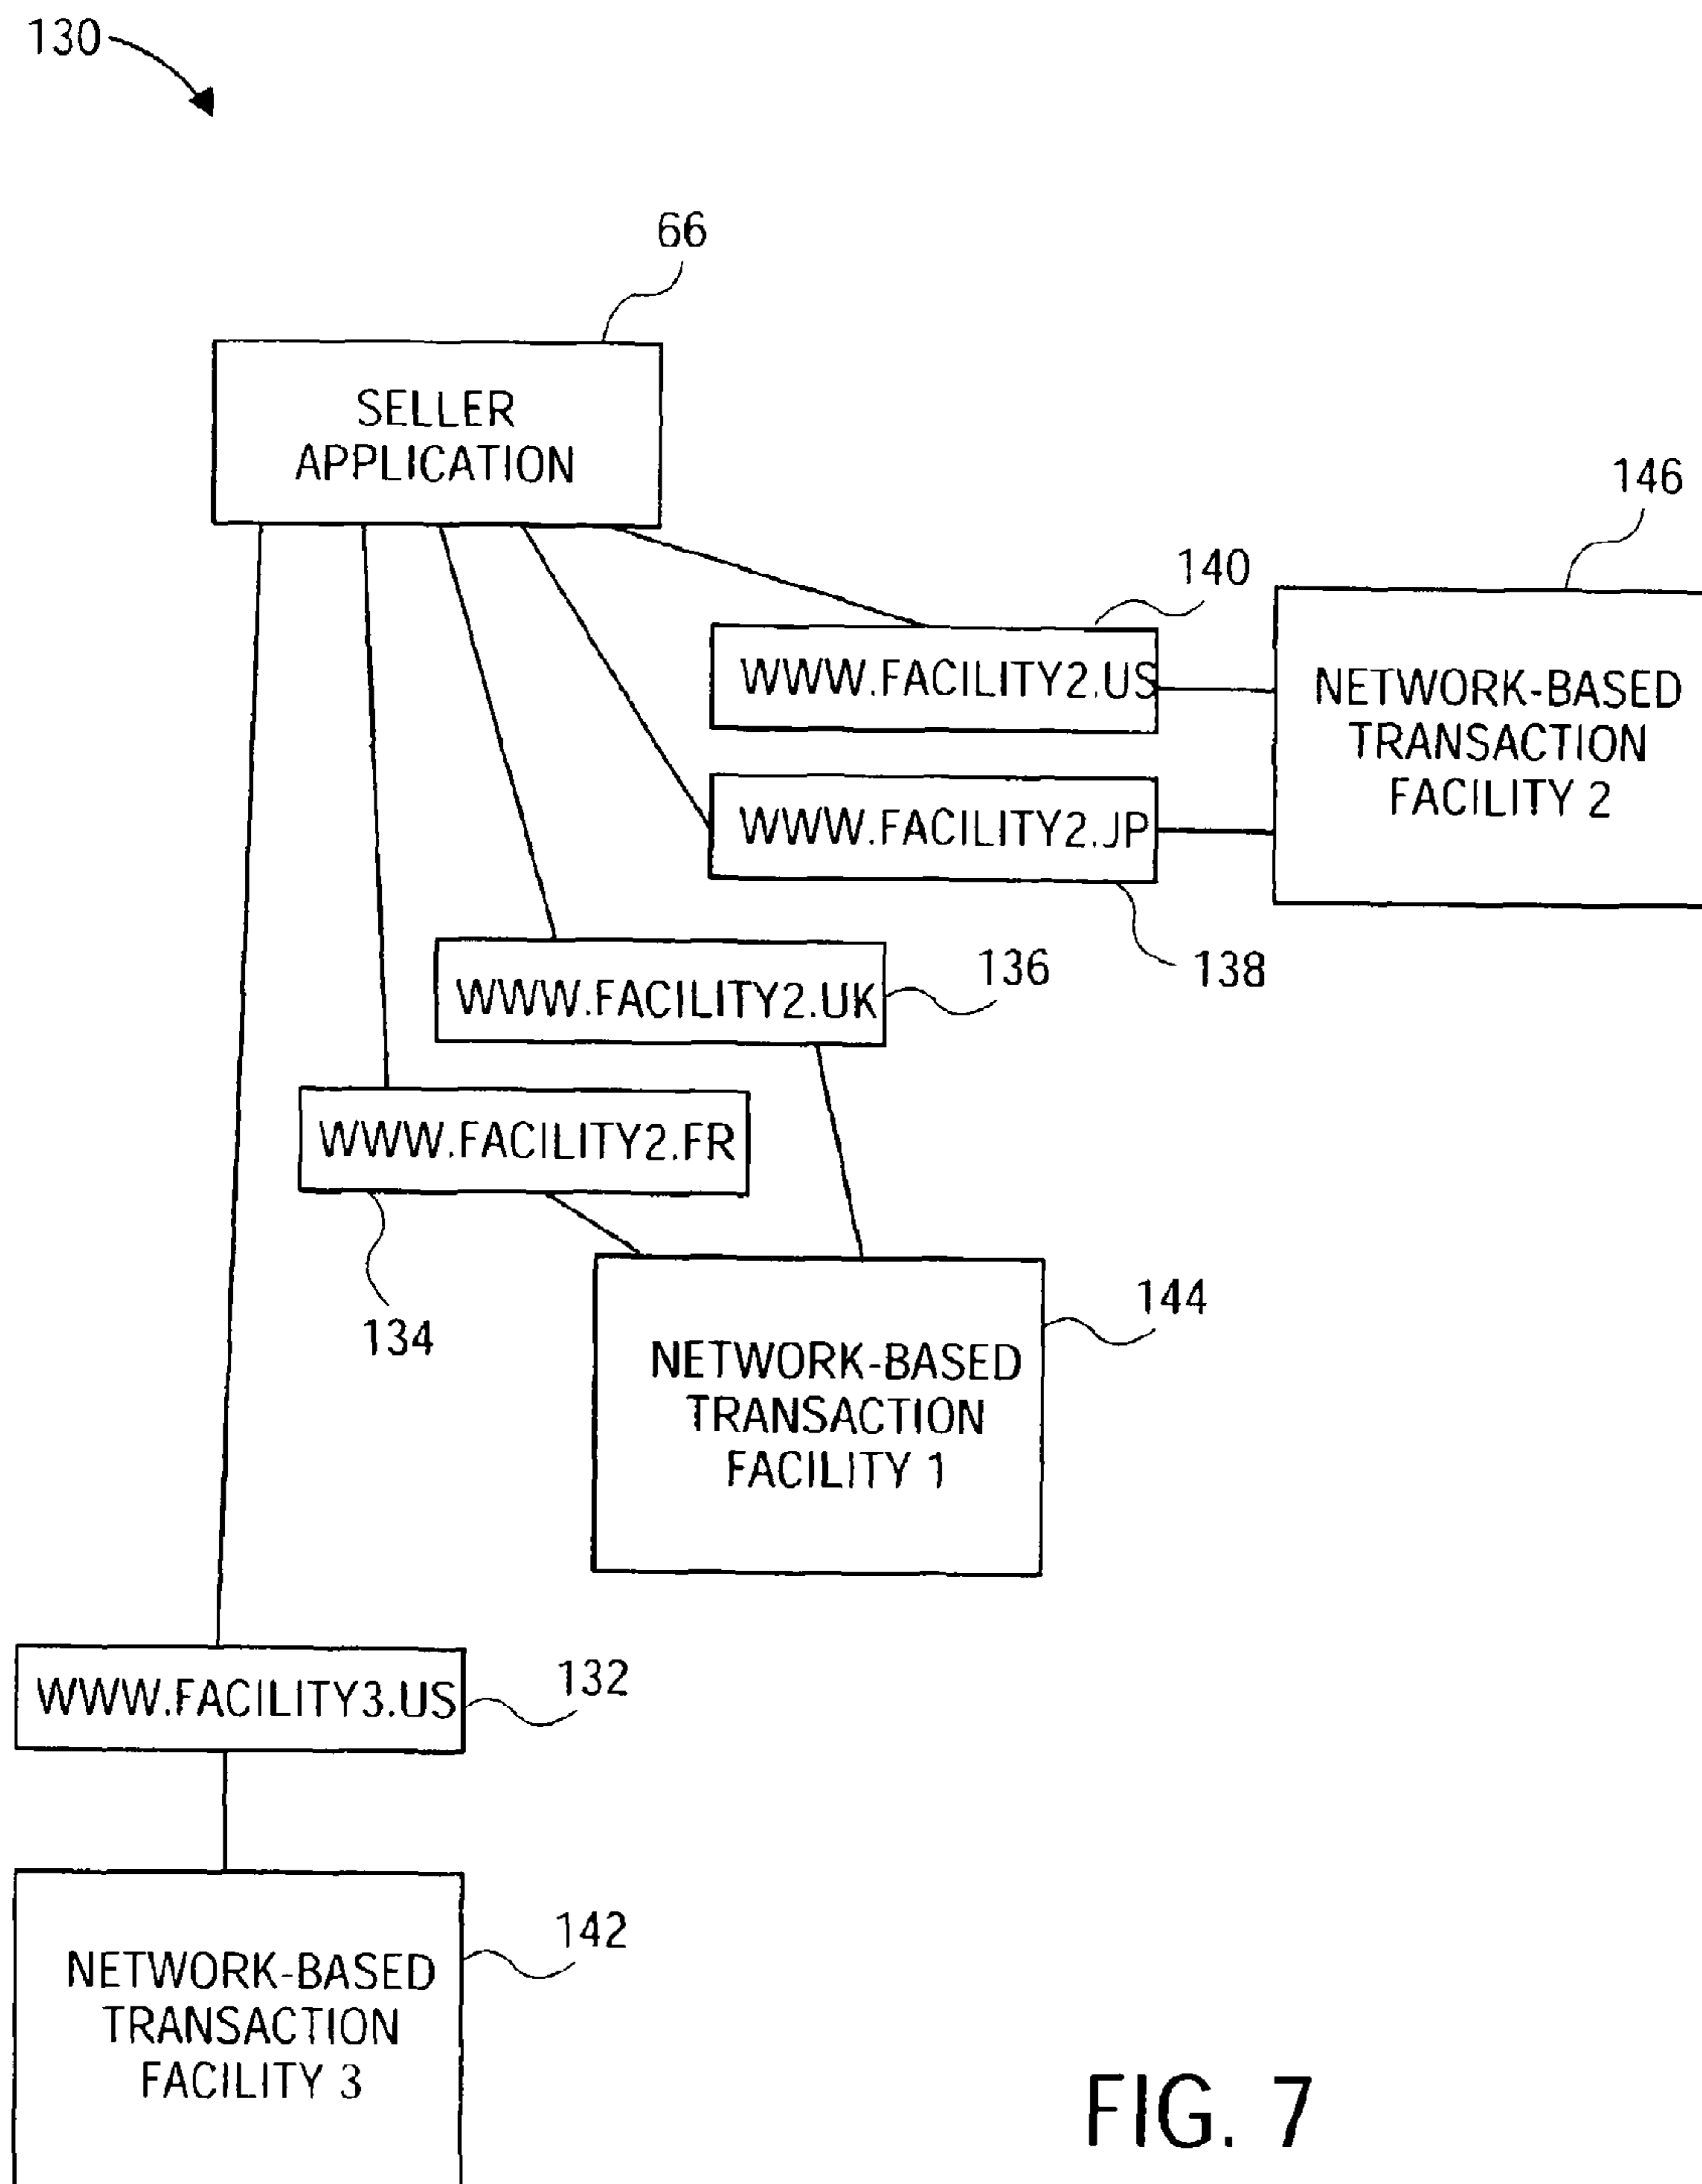 130
66
SELLER
APPLICATION
146
140
WWW.FACILITY2.US
NETWORK-BASED
TRANSACTION
FACILITY 2
WWW.FACILITY2.JP
138
WWW.FACILITY2.UK
136
WWW.FACILITY2.FR
134
144
NETWORK-BASED
TRANSACTION
FACILITY 1
WWW.FACILITY3.US
132
142
NETWORK-BASED
TRANSACTION
FACILITY 3
FIG. 7